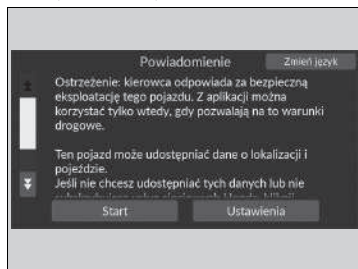 Powiadomienie
Zmień język
Ostrzeżenie: kierowca odpowiada za bezpieczną
eksploatację tego pojazdu. Z aplikacji można
korzystać tylko wtedy, gdy pozwalają na to warunki
drogowe.
Ten pojazd może udostępniać dane o lokalizacji i
pojeździe.
Jeśli nie chcesz udostępniać tych danych lub nie
Start
Ustawienia